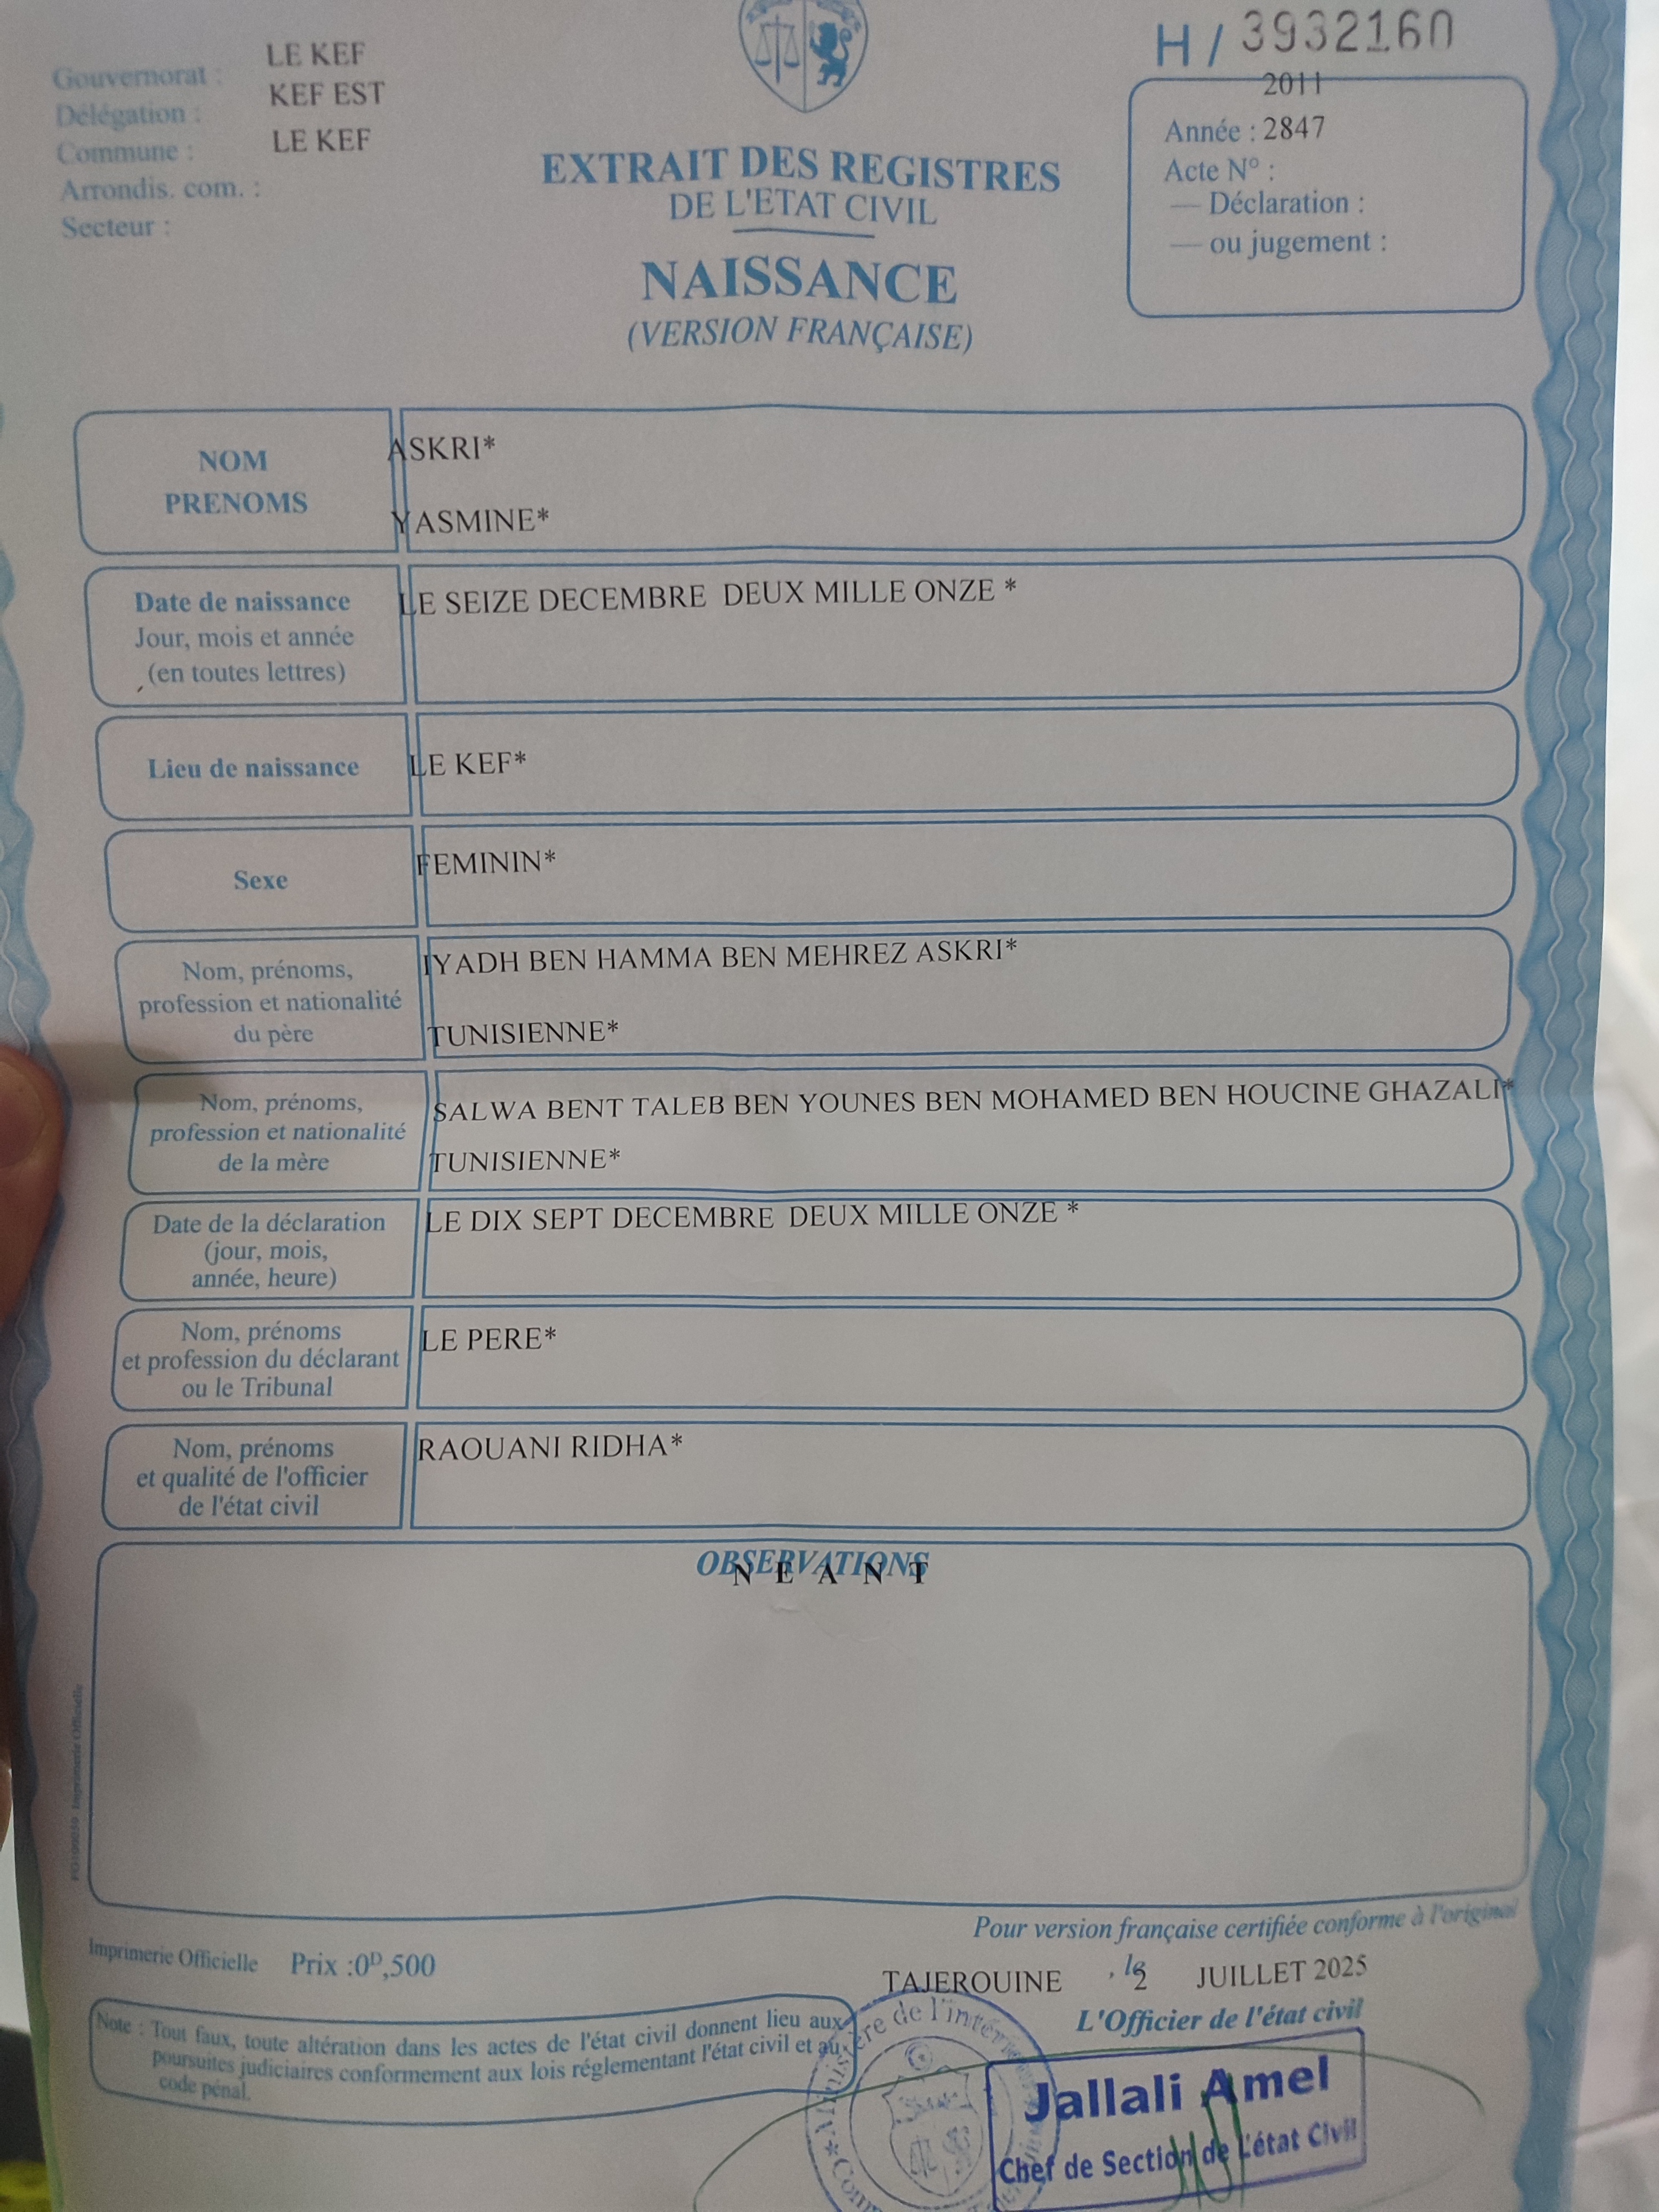 H / 3932160
Gouvernorat : LE KEF
Délégation : KEF EST
Commune : LE KEF
Arrondis. com. :
Secteur :
EXTRAIT DES REGISTRES
DE L'ETAT CIVIL
NAISSANCE
(VERSION FRANÇAISE)
2011
Année : 2847
Acte N° :
— Déclaration :
— ou jugement :
NOM
PRENOMS
ASKRI*
YASMINE*
Date de naissance
Jour, mois et année
(en toutes lettres)
LE SEIZE DECEMBRE DEUX MILLE ONZE *
Lieu de naissance
LE KEF*
Sexe
FEMININ*
Nom, prénoms,
profession et nationalité
du père
IYADH BEN HAMMA BEN MEHREZ ASKRI*
TUNISIENNE*
Nom, prénoms,
profession et nationalité
de la mère
SALWA BENT TALEB BEN YOUNES BEN MOHAMED BEN HOUCINE GHAZALI*
TUNISIENNE*
Date de la déclaration
(jour, mois,
année, heure)
LE DIX SEPT DECEMBRE DEUX MILLE ONZE *
Nom, prénoms
et profession du déclarant
ou le Tribunal
LE PERE*
Nom, prénoms
et qualité de l'officier
de l'état civil
RAOUANI RIDHA*
OBSERVATIONS
N E A N T
Imprimerie Officielle
Pour version française certifiée conforme à l'original
Imprimerie Officielle Prix :0D,500
TAJEROUINE , le 2 JUILLET 2025
L'Officier de l'état civil
Note : Tout faux, toute altération dans les actes de l'état civil donnent lieu aux
poursuites judiciaires conformement aux lois réglementant l'état civil et au
code pénal.
de l'intérieur
Jallali Amel
Chef de Section de L'état Civil